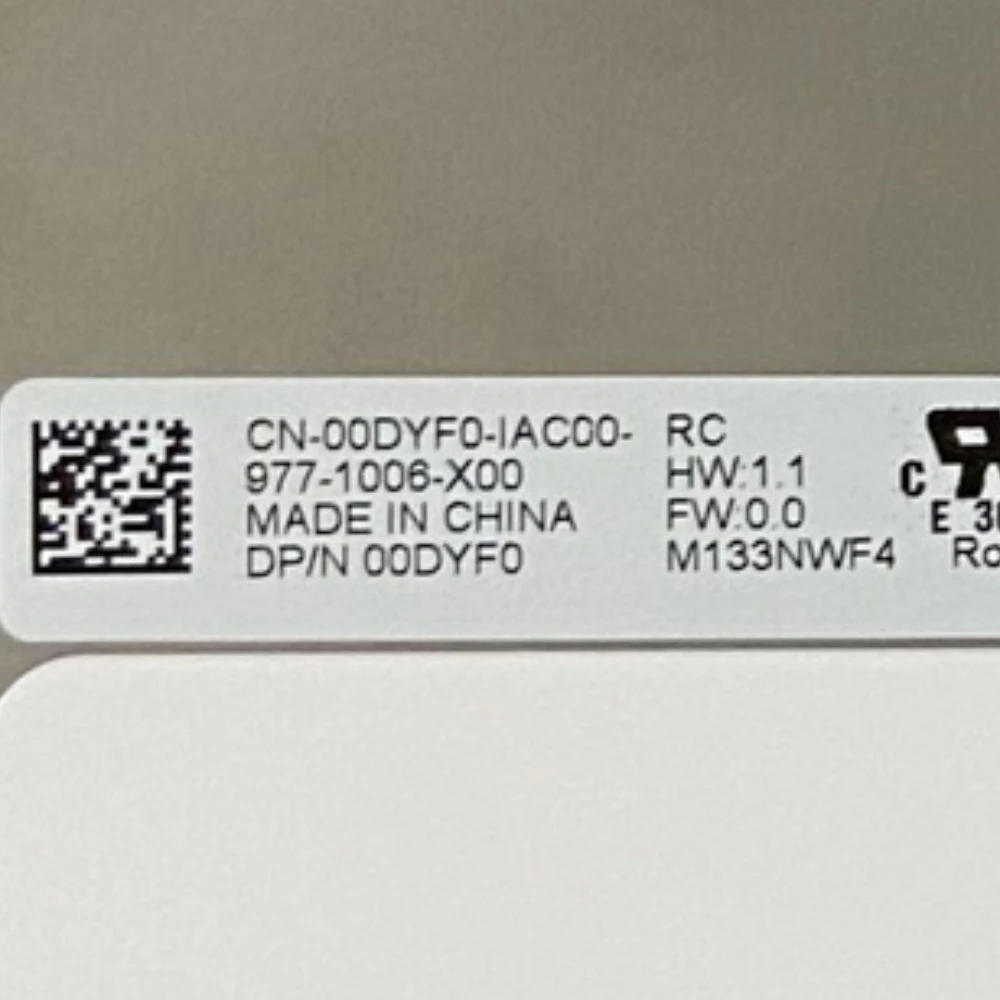 CN-00DYF0-IAC00-
977-1006-X00
MADE IN CHINA
DP/N 00DYF0
RC
HW:1.1
FW:0.0
M133NWF4
C
E